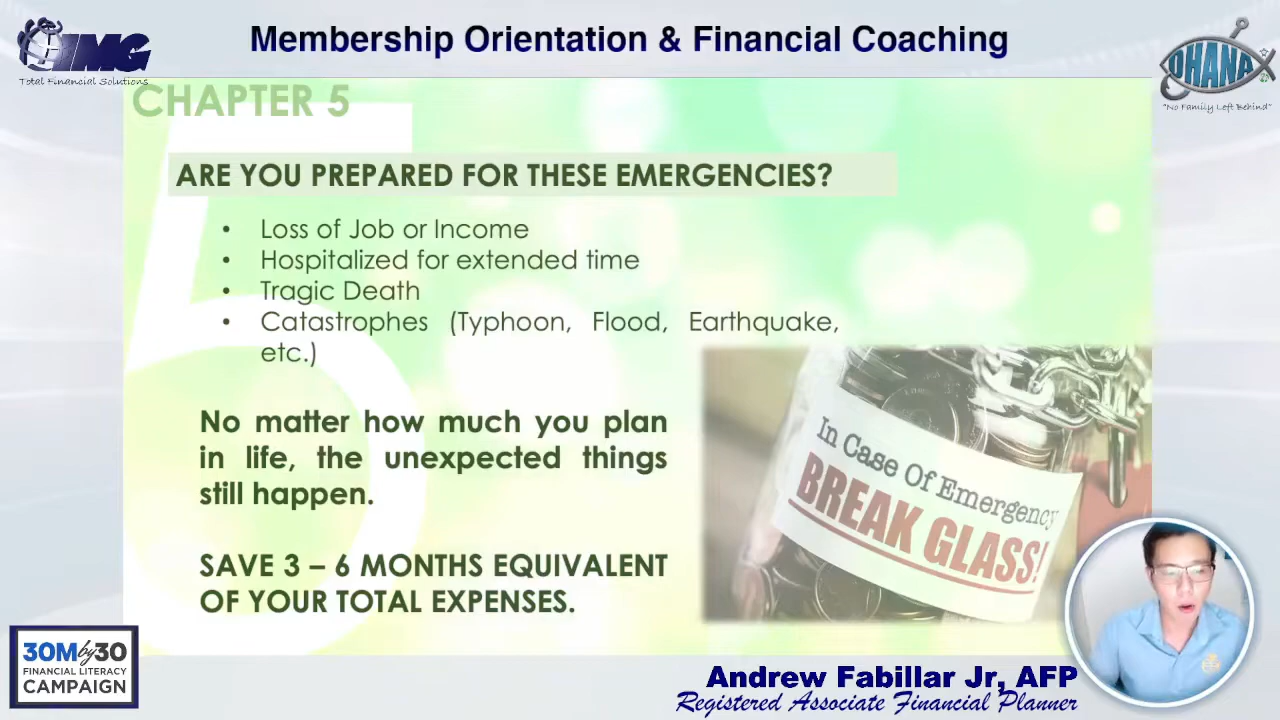 IMG
Total Financial Solutions
Membership Orientation & Financial Coaching
OHANA
"No Family Left Behind"
CHAPTER 5
5
ARE YOU PREPARED FOR THESE EMERGENCIES?
• Loss of Job or Income
• Hospitalized for extended time
• Tragic Death
• Catastrophes (Typhoon, Flood, Earthquake,
etc.)
No matter how much you plan
in life, the unexpected things
still happen.
SAVE 3 – 6 MONTHS EQUIVALENT
OF YOUR TOTAL EXPENSES.
In Case Of Emergency
BREAK GLASS!
30M by 30
FINANCIAL LITERACY
CAMPAIGN
Andrew Fabillar Jr, AFP
Registered Associate Financial Planner